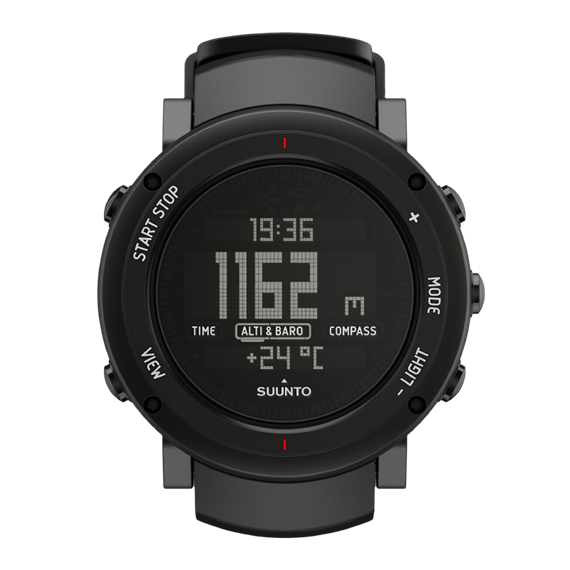 START STOP
+
19:36
1162 m
TIME ALTI & BARO COMPASS
MODE
+24 °C
VIEW
- LIGHT
SUUNTO